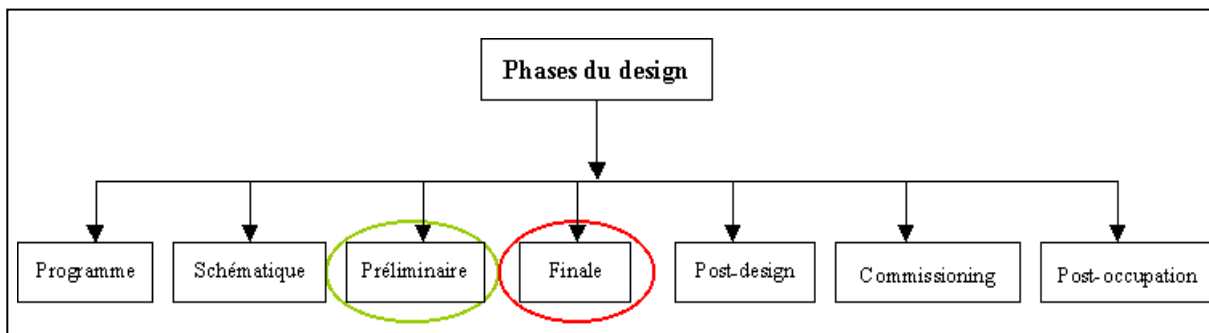 Phases du design
Programme
Schématique
Préliminaire
Finale
Post-design
Commissioning
Post-occupation